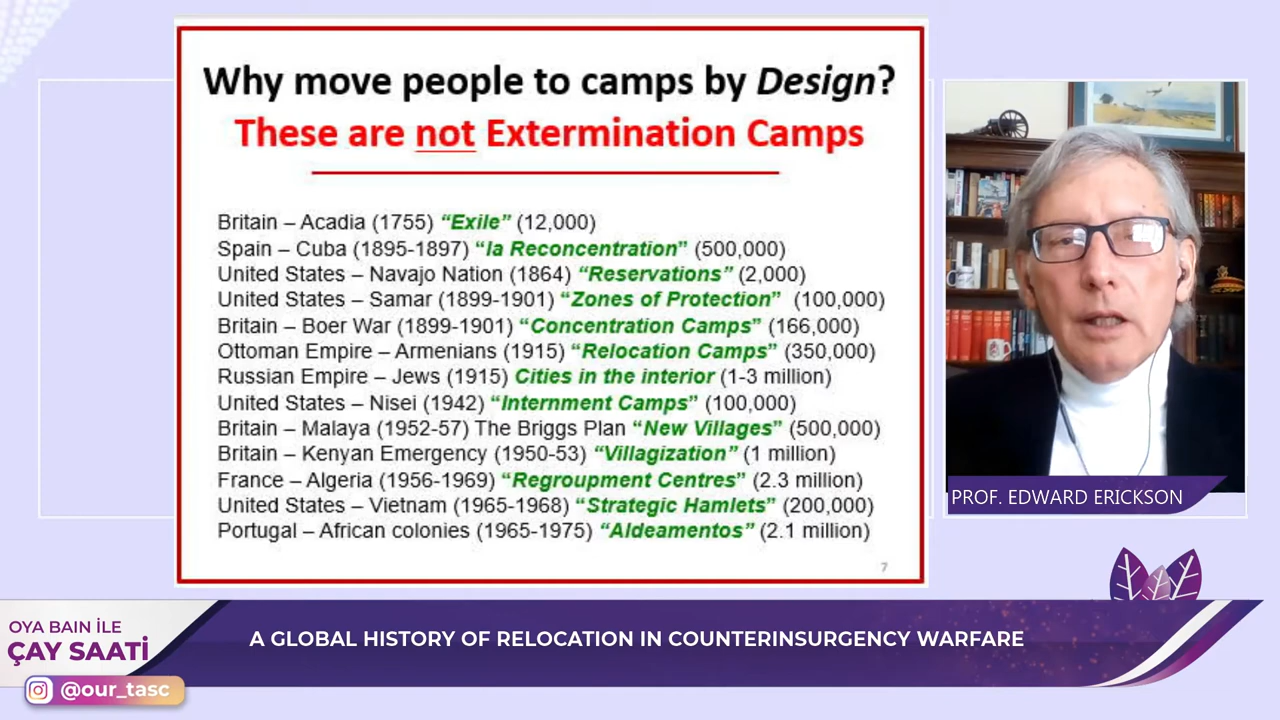 Why move people to camps by Design?
These are not Extermination Camps
Britain – Acadia (1755) “Exile” (12,000)
Spain – Cuba (1895-1897) “la Reconcentration” (500,000)
United States – Navajo Nation (1864) “Reservations” (2,000)
United States – Samar (1899-1901) “Zones of Protection” (100,000)
Britain – Boer War (1899-1901) “Concentration Camps” (166,000)
Ottoman Empire – Armenians (1915) “Relocation Camps” (350,000)
Russian Empire – Jews (1915) Cities in the interior (1-3 million)
United States – Nisei (1942) “Internment Camps” (100,000)
Britain – Malaya (1952-57) The Briggs Plan “New Villages” (500,000)
Britain – Kenyan Emergency (1950-53) “Villagization” (1 million)
France – Algeria (1956-1969) “Regroupment Centres” (2.3 million)
United States – Vietnam (1965-1968) “Strategic Hamlets” (200,000)
Portugal – African colonies (1965-1975) “Aldeamentos” (2.1 million)
7
PROF. EDWARD ERICKSON
OYA BAIN İLE
ÇAY SAATİ
A GLOBAL HISTORY OF RELOCATION IN COUNTERINSURGENCY WARFARE
@our_tasc